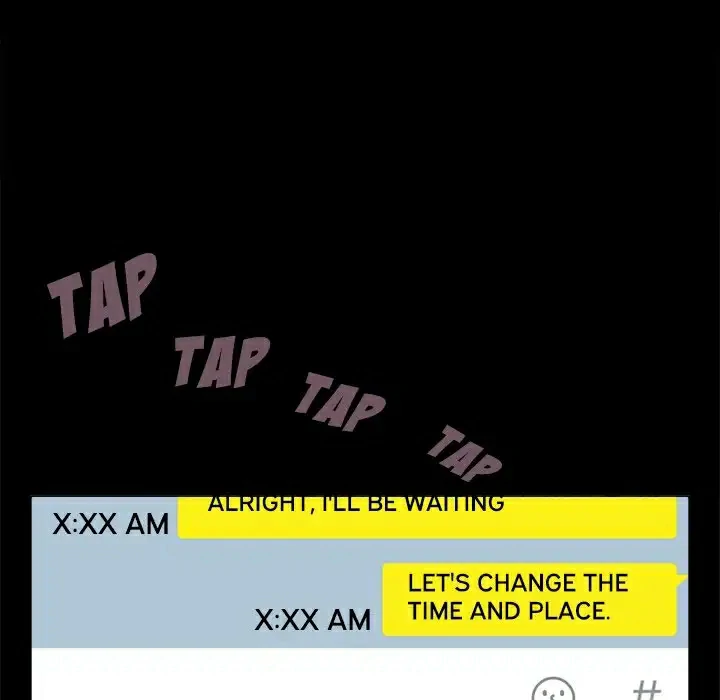 TAP
TAP
TAP
TAP
ALRIGHT, I'LL BE WAITING
X:XX AM
LET'S CHANGE THE
TIME AND PLACE.
X:XX AM
#